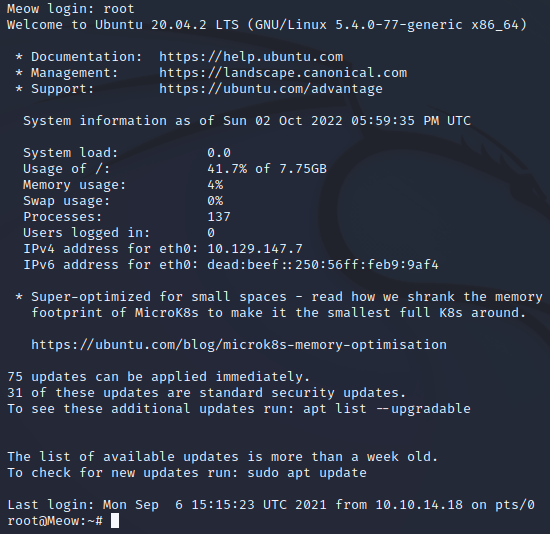 Meow login: root
Welcome to Ubuntu 20.04.2 LTS (GNU/Linux 5.4.0-77-generic x86_64)
* Documentation:  https://help.ubuntu.com
* Management:     https://landscape.canonical.com
* Support:        https://ubuntu.com/advantage
System information as of Sun 02 Oct 2022 05:59:35 PM UTC
System load:           0.0
Usage of /:            41.7% of 7.75GB
Memory usage:          4%
Swap usage:            0%
Processes:             137
Users logged in:       0
IPv4 address for eth0: 10.129.147.7
IPv6 address for eth0: dead:beef::250:56ff:feb9:9af4
* Super-optimized for small spaces - read how we shrank the memory
footprint of MicroK8s to make it the smallest full K8s around.
https://ubuntu.com/blog/microk8s-memory-optimisation
75 updates can be applied immediately.
31 of these updates are standard security updates.
To see these additional updates run: apt list --upgradable
The list of available updates is more than a week old.
To check for new updates run: sudo apt update
Last login: Mon Sep  6 15:15:23 UTC 2021 from 10.10.14.18 on pts/0
root@Meow:~#